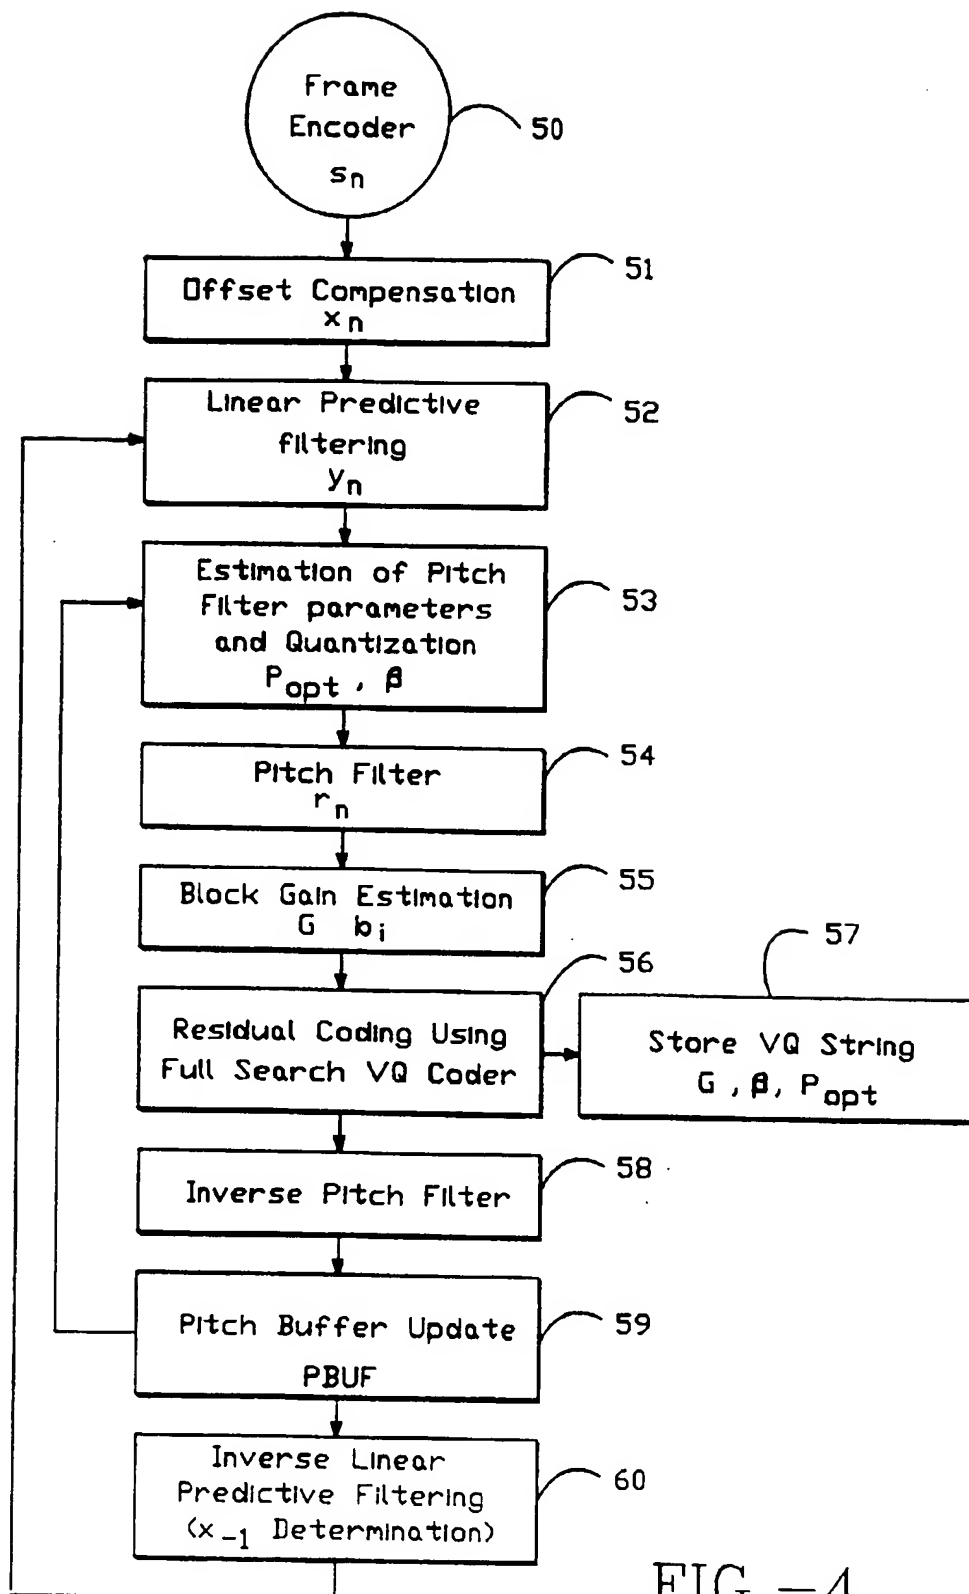 Frame
Encoder
sn
50
51
Offset Compensation
xn
52
Linear Predictive
filtering
yn
53
Estimation of Pitch
Filter parameters
and Quantization
Popt , β
54
Pitch Filter
rn
55
Block Gain Estimation
G bi
56
57
Residual Coding Using
Full Search VQ Coder
Store VQ String
G , β, Popt
58
Inverse Pitch Filter
59
Pitch Buffer Update
PBUF
60
Inverse Linear
Predictive Filtering
(x-1 Determination)
FIG. -4